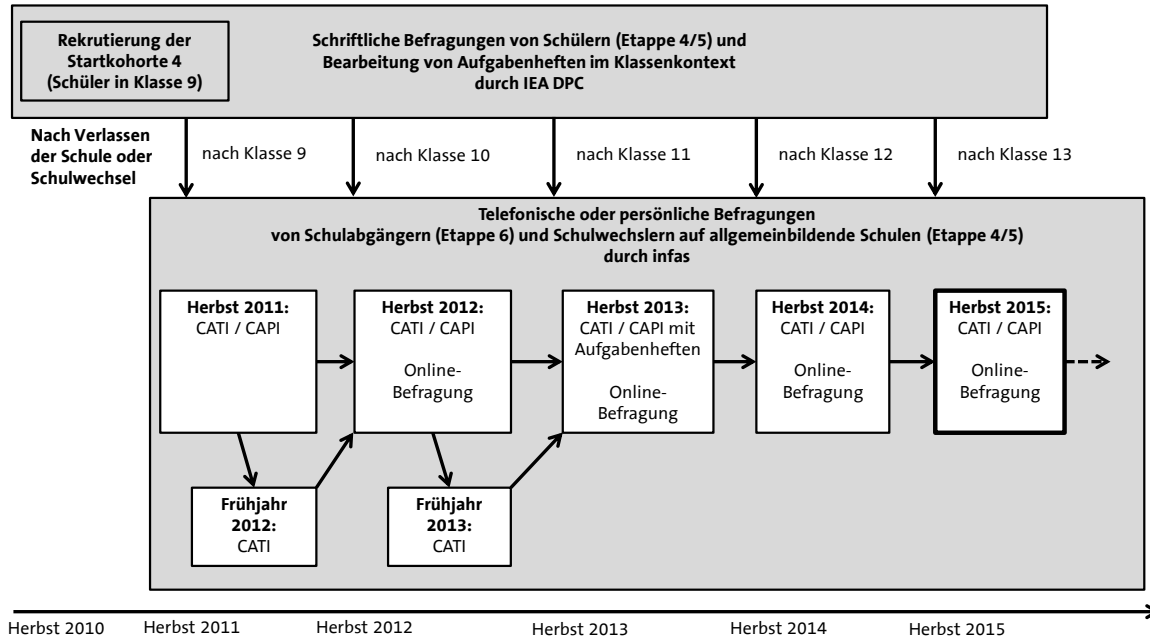 Rekrutierung der
Startkohorte 4
(Schüler in Klasse 9)
Schriftliche Befragungen von Schülern (Etappe 4/5) und
Bearbeitung von Aufgabenheften im Klassenkontext
durch IEA DPC
Nach Verlassen
der Schule oder
Schulwechsel
nach Klasse 9
nach Klasse 10
nach Klasse 11
nach Klasse 12
nach Klasse 13
Telefonische oder persönliche Befragungen
von Schulabgängern (Etappe 6) und Schulwechslern auf allgemeinbildende Schulen (Etappe 4/5)
durch infas
Herbst 2011:
CATI / CAPI
Herbst 2012:
CATI / CAPI
Online-
Befragung
Herbst 2013:
CATI / CAPI mit
Aufgabenheften
Online-
Befragung
Herbst 2014:
CATI / CAPI
Online-
Befragung
Herbst 2015:
CATI / CAPI
Online-
Befragung
Frühjahr
2012:
CATI
Frühjahr
2013:
CATI
Herbst 2010
Herbst 2011
Herbst 2012
Herbst 2013
Herbst 2014
Herbst 2015